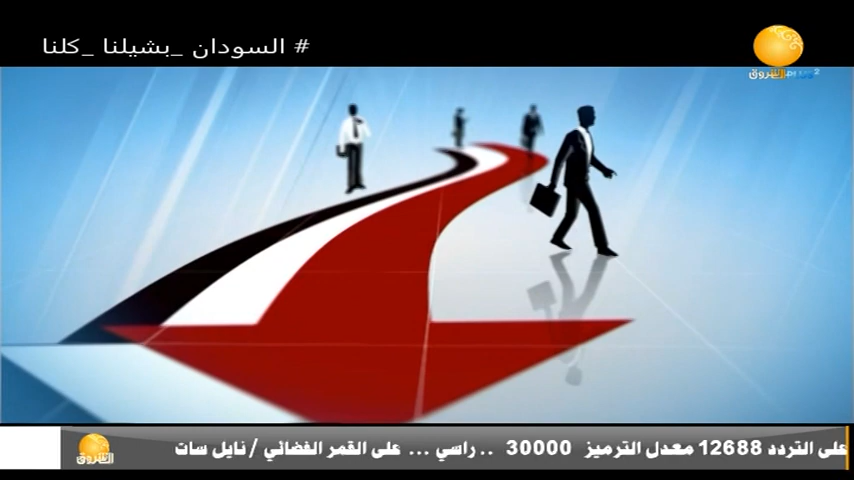 # السودان _بشيلنا _كلنا
الشروق
على التردد 12688 معدل الترميز 30000 .. راسي ... على القمر الفضائي / نايل سات
الشروق